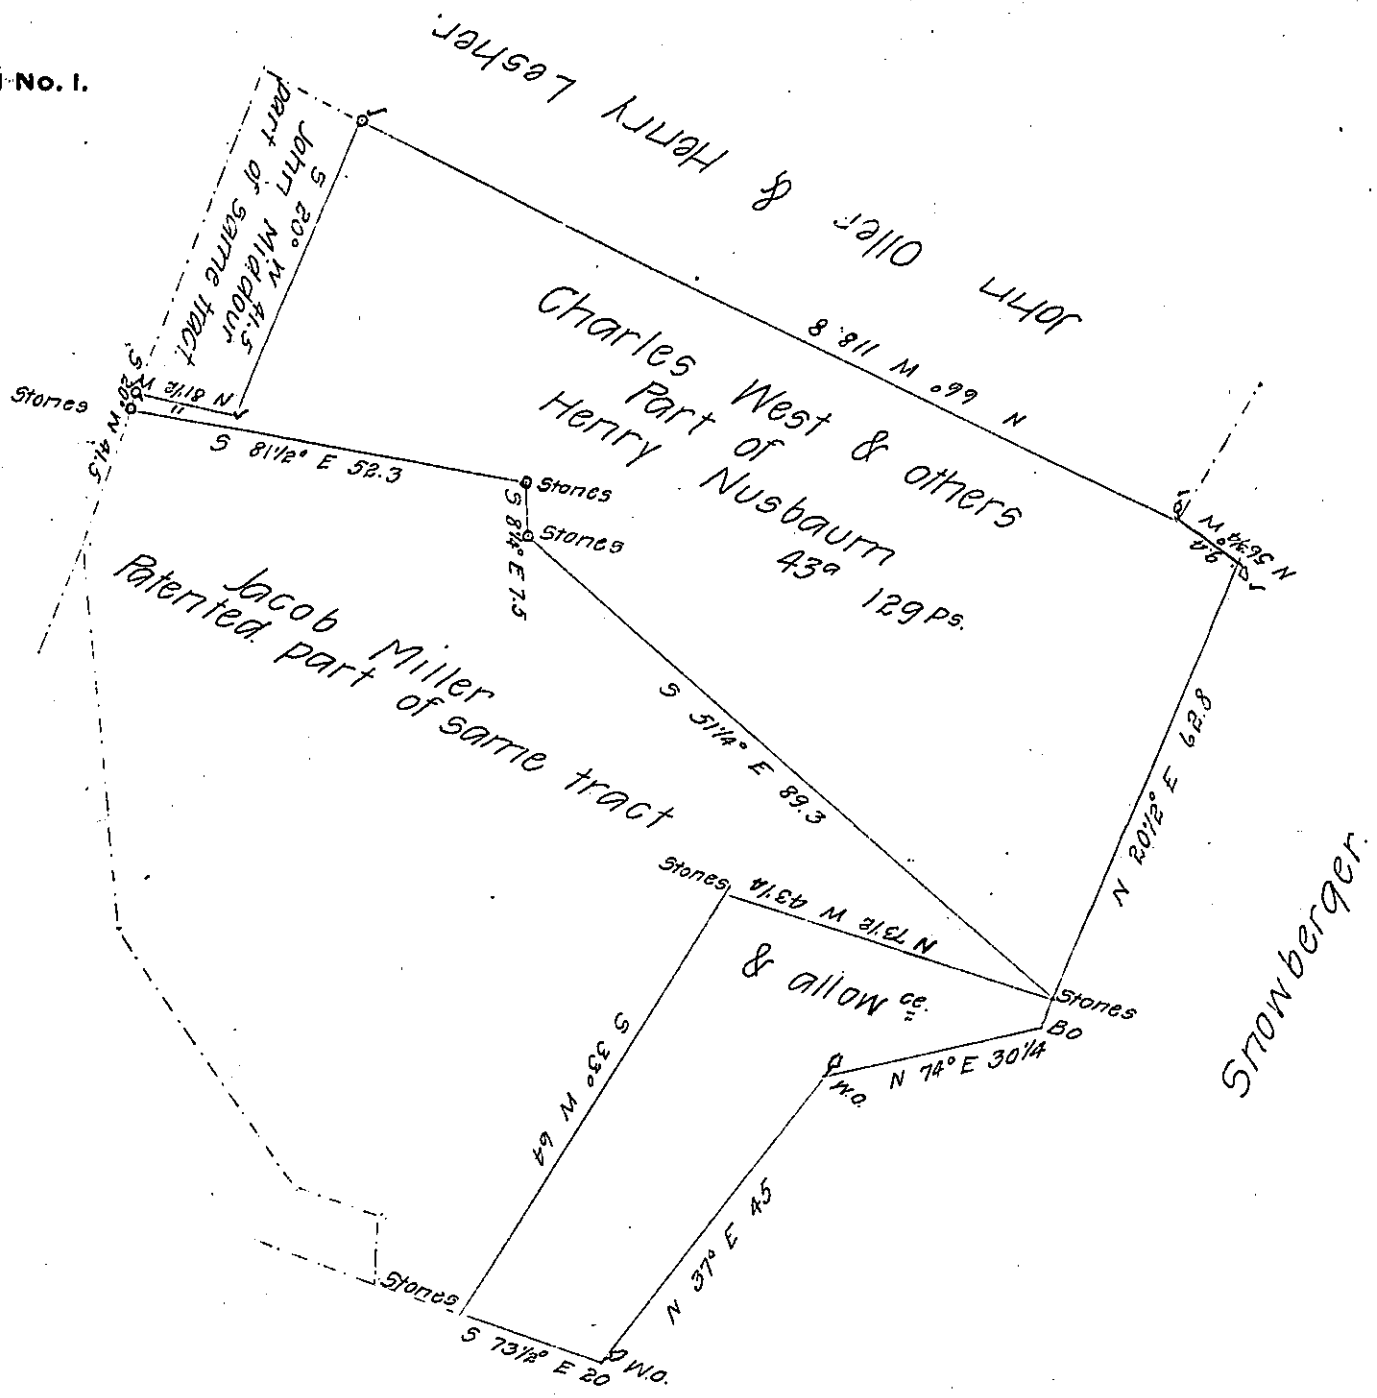 No. 1.
John Oller & Henry Lesher.
S 20° W 41.5
John Middour
part of same tract
N 81½ W
11
Stones
S 20° W 41.5
S 81½° E 52.3
Stones
S 8¼° E 7.5
Stones
Charles West & others
Part of
Henry Nusbaum
43a 129 ps.
N 66° W 118.8
N 56¾° W
9.4
N 20½° E 62.8
S 51¼° E 89.3
Jacob Miller
Patented part of same tract
Stones
N 73½ W 43¼
& allow ce.
Stones
BO
N 74° E 30¼
W.O.
S 33° W 64
N 37° E 45
Stones
S 73½° E 20
W.O.
Snowberger.